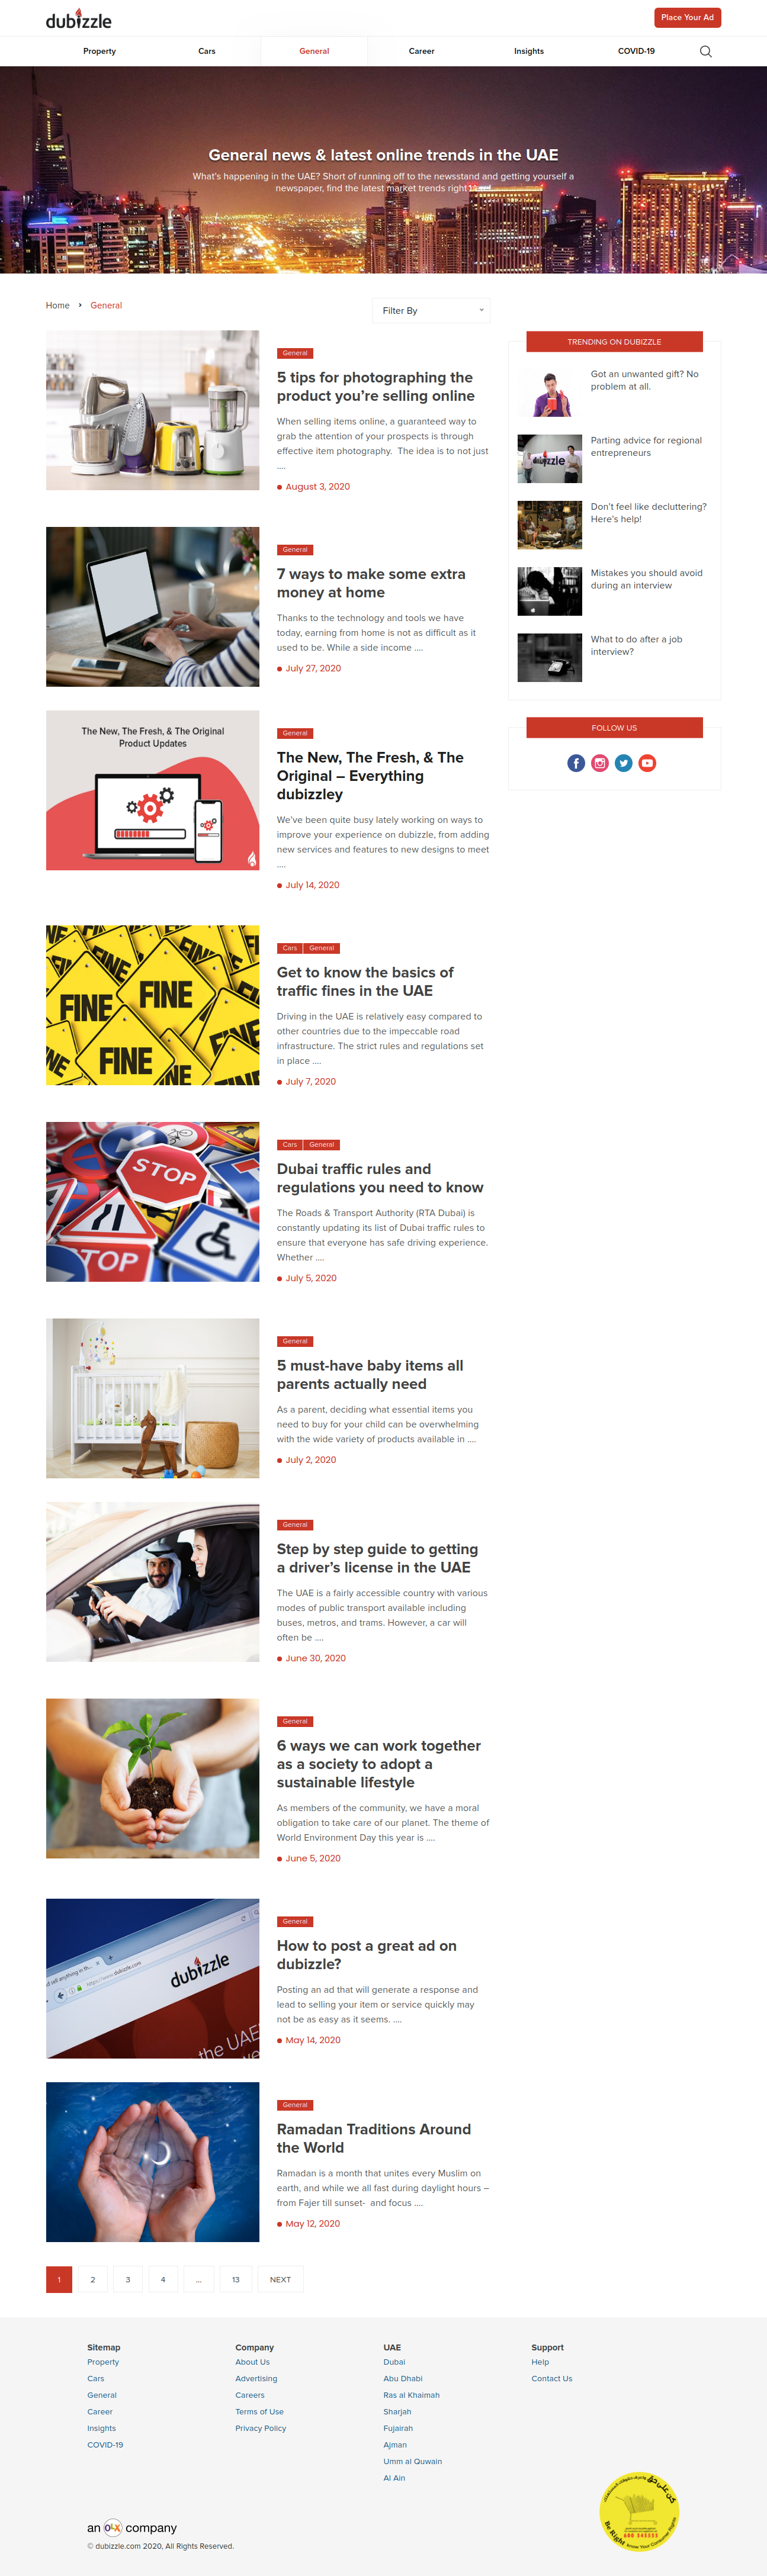 dubizzle
Place Your Ad
Property
Cars
General
Career
Insights
COVID-19
General news & latest online trends in the UAE
What's happening in the UAE? Short of running off to the newsstand and getting yourself a
newspaper, find the latest market trends right
Home
General
Filter By
General
5 tips for photographing the
product you're selling online
When selling items online, a guaranteed way to
grab the attention of your prospects is through
effective item photography. The idea is to not just
....
August 3, 2020
General
7 ways to make some extra
money at home
Thanks to the technology and tools we have
today, earning from home is not as difficult as it
used to be. While a side income ....
July 27, 2020
The New, The Fresh, & The Original
Product Updates
General
The New, The Fresh, & The
Original – Everything
dubizzley
We've been quite busy lately working on ways to
improve your experience on dubizzle, from adding
new services and features to new designs to meet
....
July 14, 2020
FINE
FINE
FINE
Cars
General
Get to know the basics of
traffic fines in the UAE
Driving in the UAE is relatively easy compared to
other countries due to the impeccable road
infrastructure. The strict rules and regulations set
in place ....
July 7, 2020
STOP
TOP
Cars
General
Dubai traffic rules and
regulations you need to know
The Roads & Transport Authority (RTA Dubai) is
constantly updating its list of Dubai traffic rules to
ensure that everyone has safe driving experience.
Whether ....
July 5, 2020
General
5 must-have baby items all
parents actually need
As a parent, deciding what essential items you
need to buy for your child can be overwhelming
with the wide variety of products available in ....
July 2, 2020
General
Step by step guide to getting
a driver's license in the UAE
The UAE is a fairly accessible country with various
modes of public transport available including
buses, metros, and trams. However, a car will
often be ....
June 30, 2020
General
6 ways we can work together
as a society to adopt a
sustainable lifestyle
As members of the community, we have a moral
obligation to take care of our planet. The theme of
World Environment Day this year is ....
June 5, 2020
dubizzle
the UAE
General
How to post a great ad on
dubizzle?
Posting an ad that will generate a response and
lead to selling your item or service quickly may
not be as easy as it seems. ....
May 14, 2020
General
Ramadan Traditions Around
the World
Ramadan is a month that unites every Muslim on
earth, and while we all fast during daylight hours –
from Fajer till sunset- and focus ....
May 12, 2020
1
2
3
4
...
13
NEXT
TRENDING ON DUBIZZLE
Got an unwanted gift? No
problem at all.
dubizzle
Parting advice for regional
entrepreneurs
Don't feel like decluttering?
Here's help!
Mistakes you should avoid
during an interview
What to do after a job
interview?
FOLLOW US
Sitemap
Property
Cars
General
Career
Insights
COVID-19
Company
About Us
Advertising
Careers
Terms of Use
Privacy Policy
UAE
Dubai
Abu Dhabi
Ras al Khaimah
Sharjah
Fujairah
Ajman
Umm al Quwain
Al Ain
Support
Help
Contact Us
an OLX company
© dubizzle.com 2020, All Rights Reserved.
Be Right Know Your Consumer Rights
600 545555